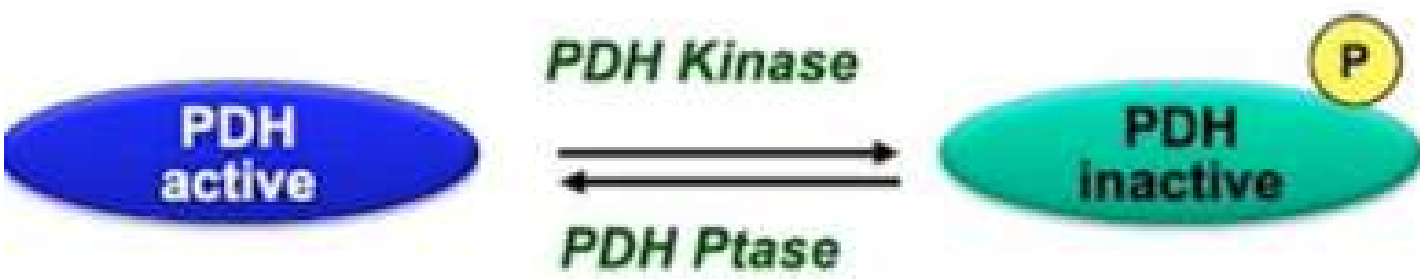 PDH Kinase
P
PDH
active
PDH
inactive
PDH Ptase